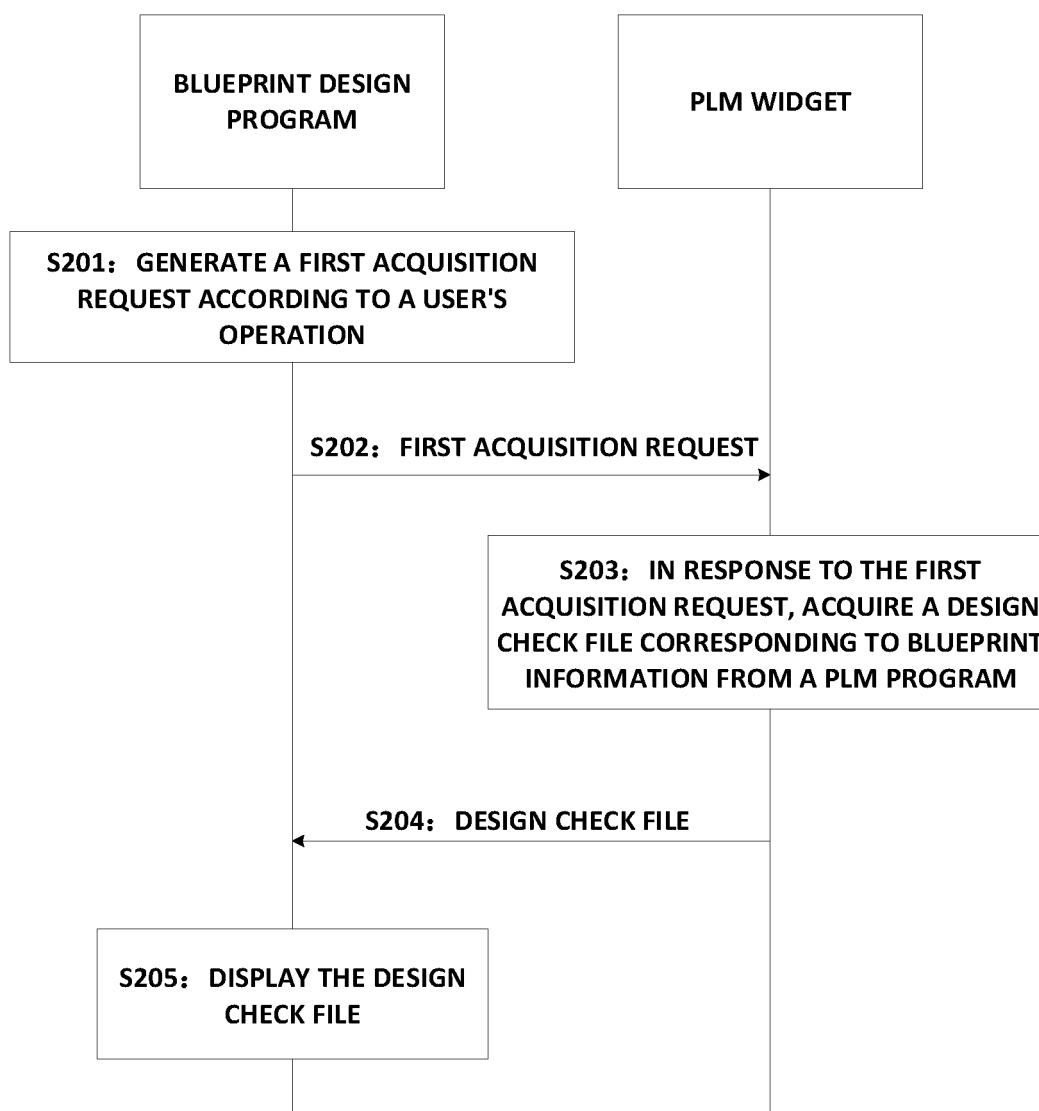 BLUEPRINT DESIGN
PROGRAM
PLM WIDGET
S201：GENERATE A FIRST ACQUISITION
REQUEST ACCORDING TO A USER'S
OPERATION
S202：FIRST ACQUISITION REQUEST
S203：IN RESPONSE TO THE FIRST
ACQUISITION REQUEST, ACQUIRE A DESIGN
CHECK FILE CORRESPONDING TO BLUEPRINT
INFORMATION FROM A PLM PROGRAM
S204：DESIGN CHECK FILE
S205：DISPLAY THE DESIGN
CHECK FILE